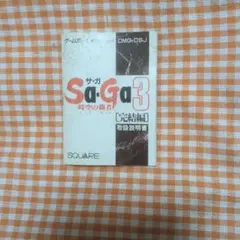 ゲームボーイ
DMG-OSJ
サ・ガ
Sa・Ga3
時空の覇者
[完結編]
取扱説明書
SQUARE